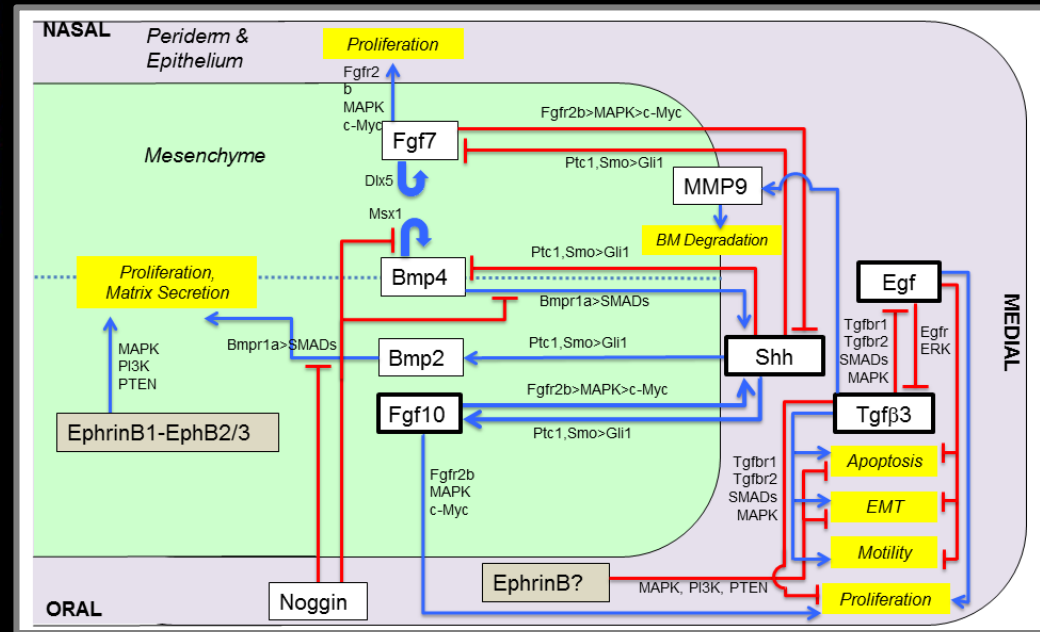 NASAL
Periderm &
Epithelium
Proliferation
Fgfr2
b
MAPK
c-Myc
Fgf7
Fgfr2b>MAPK>c-Myc
Ptc1,Smo>Gli1
Mesenchyme
Dlx5
MMP9
Msx1
BM Degradation
Proliferation,
Matrix Secretion
Bmp4
Ptc1,Smo>Gli1
Bmpr1a>SMADs
Egf
MEDIAL
Tgfbr1
Tgfbr2
SMADs
MAPK
Egfr
ERK
MAPK
PI3K
PTEN
Bmpr1a>SMADs
Bmp2
Ptc1,Smo>Gli1
Shh
Fgf10
Fgfr2b>MAPK>c-Myc
Ptc1,Smo>Gli1
Tgfβ3
EphrinB1-EphB2/3
Fgfr2b
MAPK
c-Myc
Tgfbr1
Tgfbr2
SMADs
MAPK
Apoptosis
EMT
Motility
EphrinB?
MAPK, PI3K, PTEN
Proliferation
Noggin
ORAL